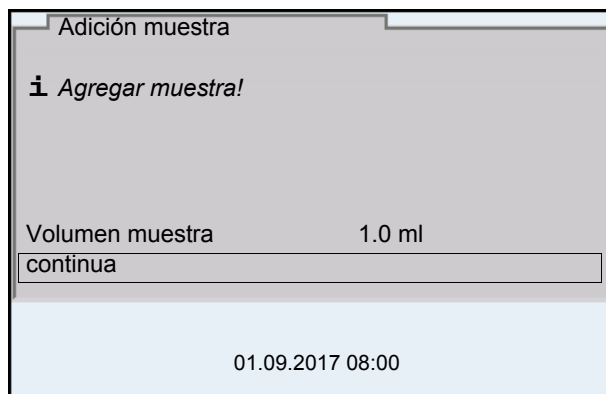 Adición muestra
i Agregar muestra!
Volumen muestra 1.0 ml
continua
01.09.2017 08:00